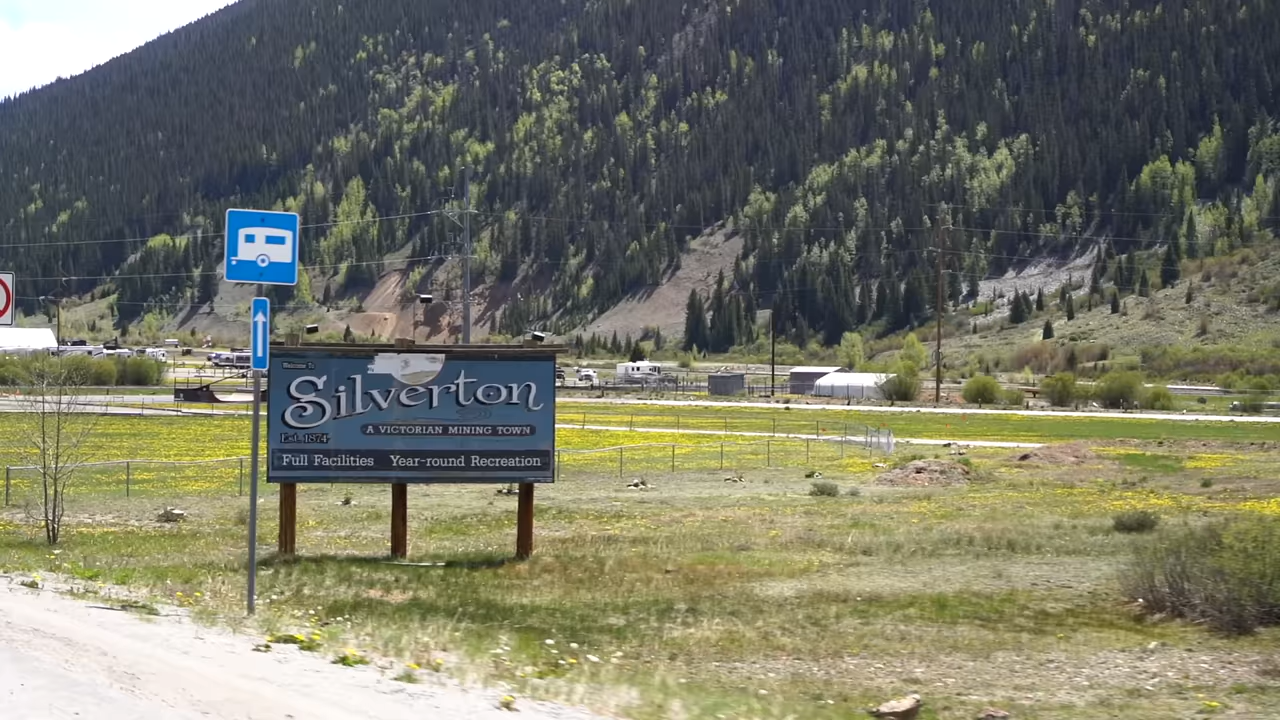 Welcome To
Silverton
Est. 1874
A VICTORIAN MINING TOWN
Full Facilities Year-round Recreation